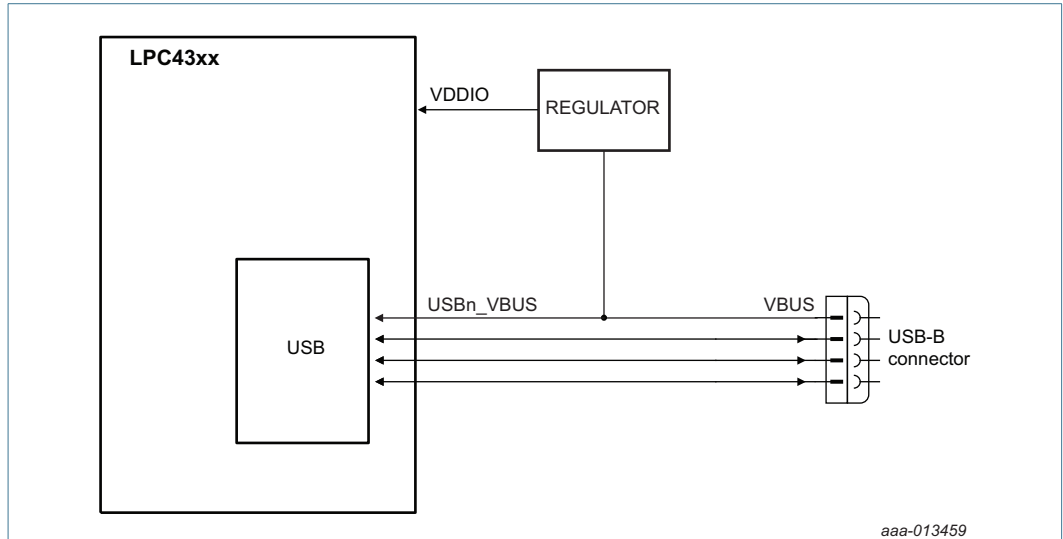 LPC43xx
VDDIO
REGULATOR
USBn_VBUS
VBUS
USB
USB-B
connector
aaa-013459